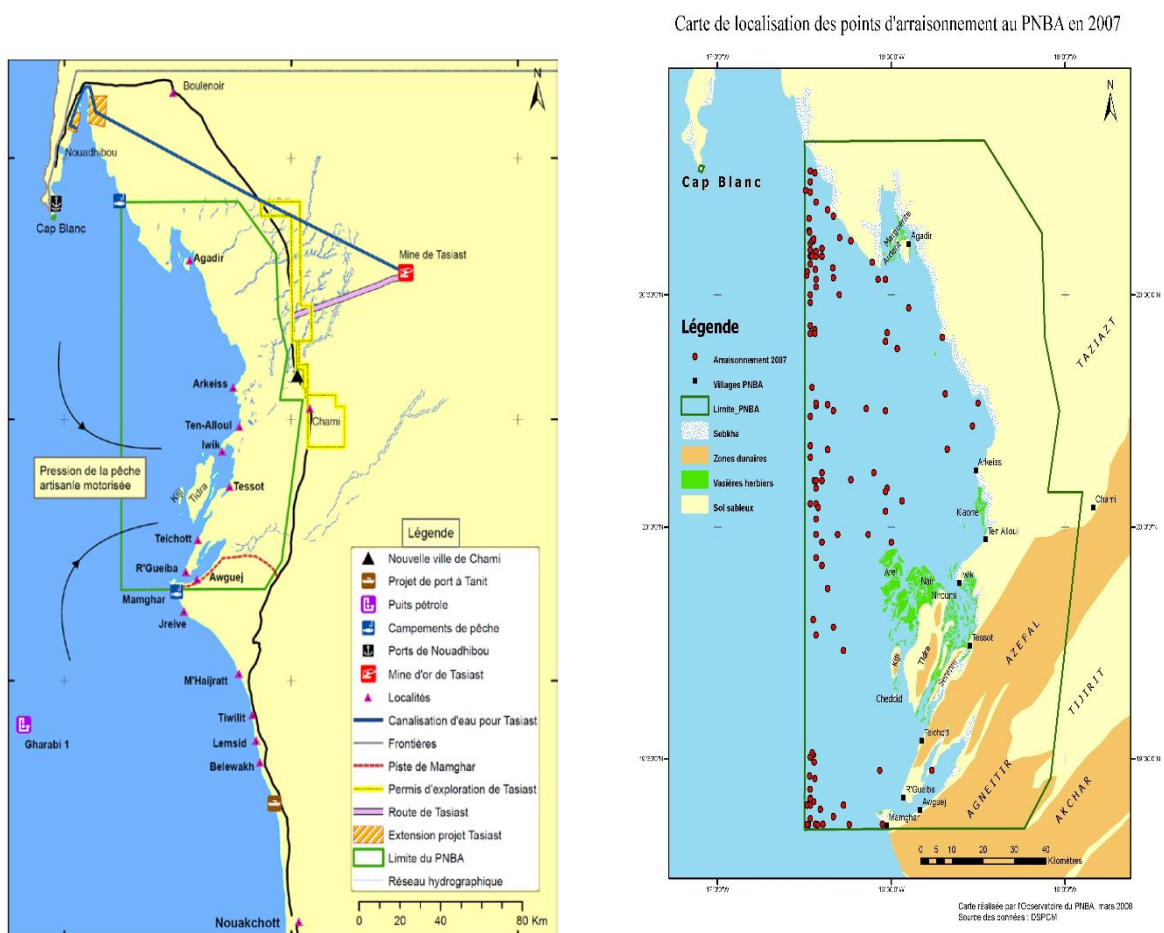 N
Boulenoir
Nouadhibou
Cap Blanc
Mine de Tasiast
Agadir
Arkeiss
Chami
Ten-Alloul
Iwik
Pression de la pêche
artisanle motorisée
Kiji
Tidra
Tessot
Teichott
R'Gueiba
Awguej
Mamghar
Jreive
M'Haijratt
Tiwilit
Gharabi 1
Lemsid
Belewakh
Nouakchott
Légende
Nouvelle ville de Chami
Projet de port à Tanit
Puits pétrole
Campements de pêche
Ports de Nouadhibou
Mine d'or de Tasiast
Localités
Canalisation d'eau pour Tasiast
Frontières
Piste de Mamghar
Permis d'exploration de Tasiast
Route de Tasiast
Extension projet Tasiast
Limite du PNBA
Réseau hydrographique
0 20 40 80 Km
Carte de localisation des points d'arraisonnement au PNBA en 2007
N
Cap Blanc
Agadir
TAZIAZT
Légende
Arraisonnement 2007
Villages PNBA
Limite_PNBA
Sebkha
Zones dunaires
Vasières herbiers
Sol sableux
Arkeiss
Chami
Ten Alloul
Arel
Nair
Iwik
Niroumi
Tessot
AZEFAL
Kiji
Tidra
TIJIRIT
Teichott
R'Gueiba
Awguej
AGNEITIR
AKCHAR
Mamghar
0 5 10 20 30 40
Kilomètres
Carte réalisée par l'Observatoire du PNBA, mars 2008
Source des données : DSPCM